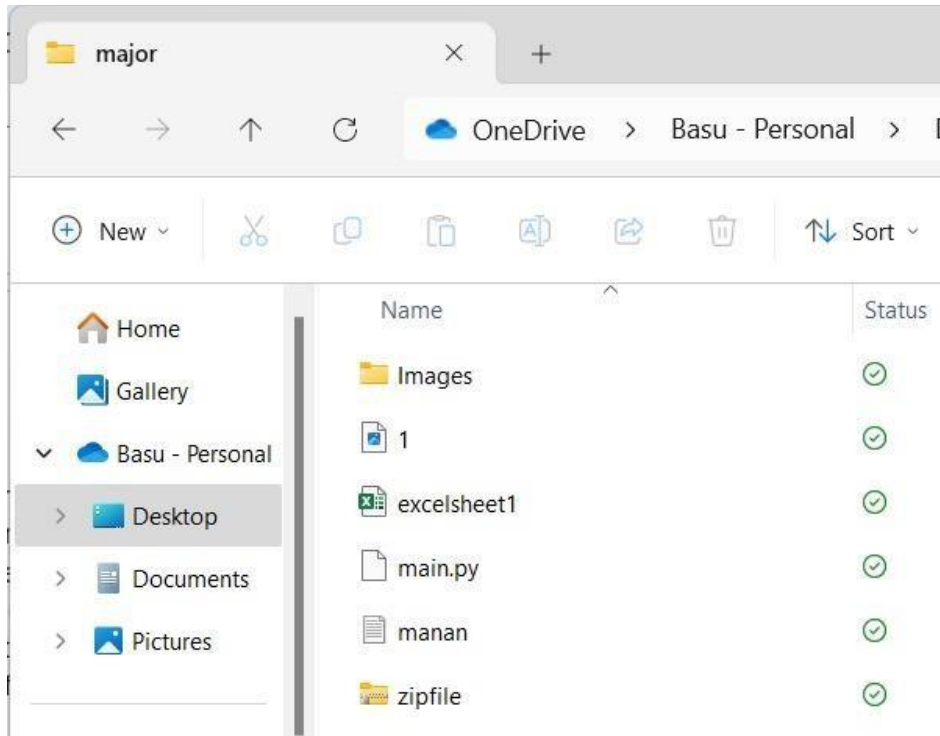 major
OneDrive > Basu - Personal >
New
Sort
Name
Status
Home
Gallery
Basu - Personal
Desktop
Documents
Pictures
Images
1
excelsheet1
main.py
manan
zipfile